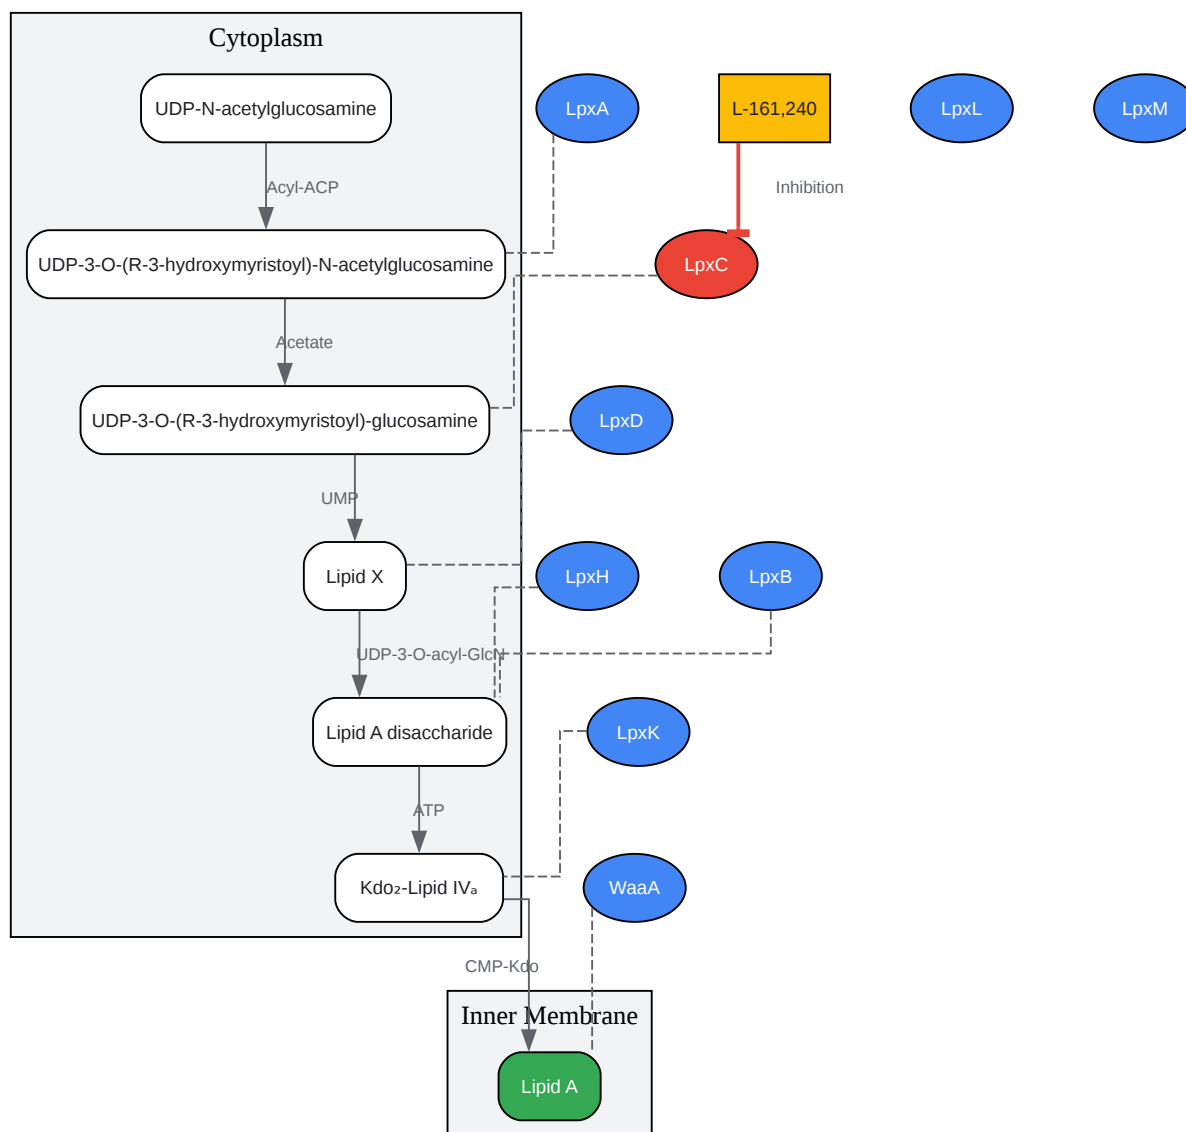 Cytoplasm
UDP-N-acetylglucosamine
LpxA
L-161,240
LpxL
LpxM
Acyl-ACP
Inhibition
UDP-3-O-(R-3-hydroxymyristoyl)-N-acetylglucosamine
LpxC
Acetate
UDP-3-O-(R-3-hydroxymyristoyl)-glucosamine
LpxD
UMP
Lipid X
LpxH
LpxB
UDP-3-O-acyl-GlcN
Lipid A disaccharide
LpxK
ATP
Kdo₂-Lipid IVₐ
WaaA
CMP-Kdo
Inner Membrane
Lipid A